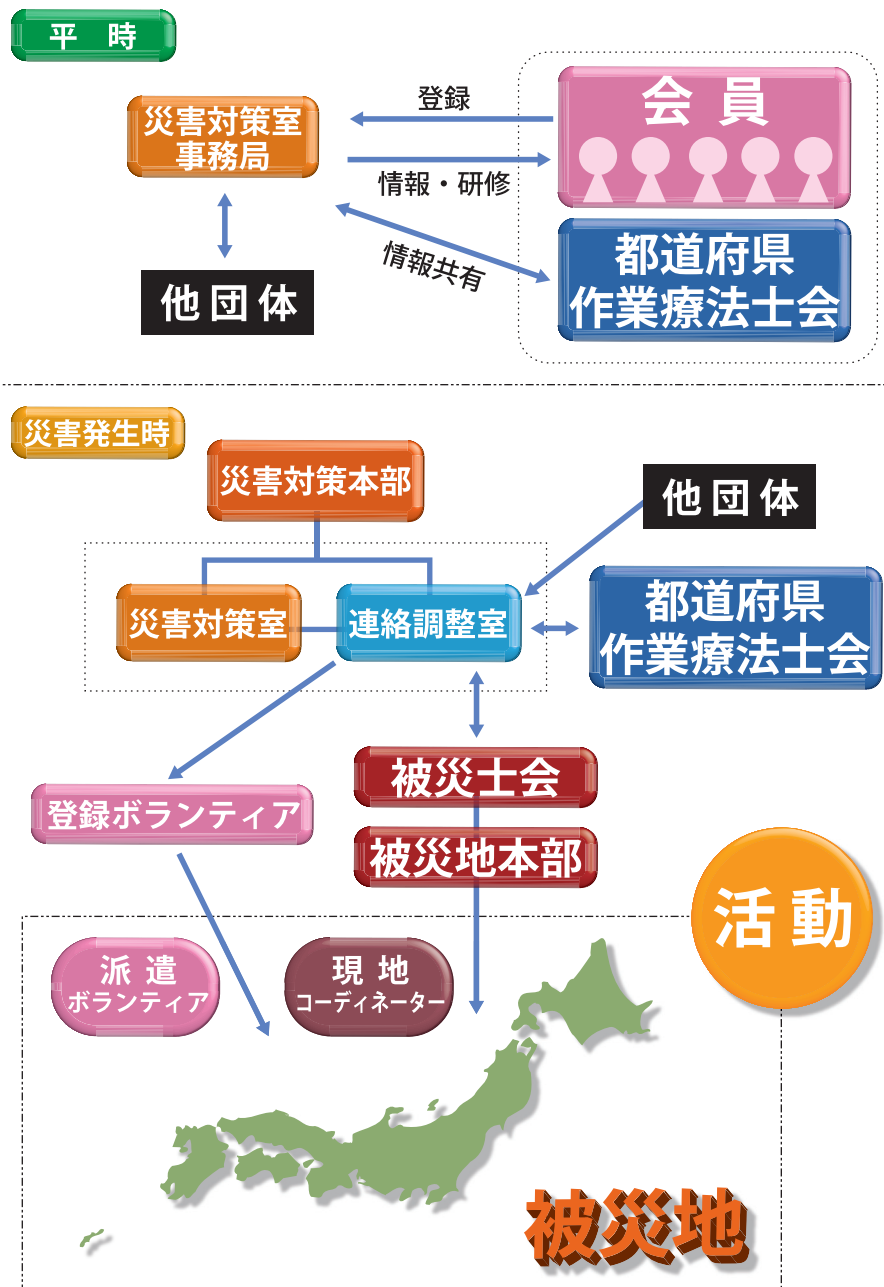 平 時
災害対策室
事務局
登録
情報・研修
情報共有
会 員
都道府県
作業療法士会
他 団 体
災害発生時
災害対策本部
他 団 体
災害対策室
連絡調整室
都道府県
作業療法士会
被災士会
登録ボランティア
被災地本部
活 動
派 遣
ボランティア
現 地
コーディネーター
被災地